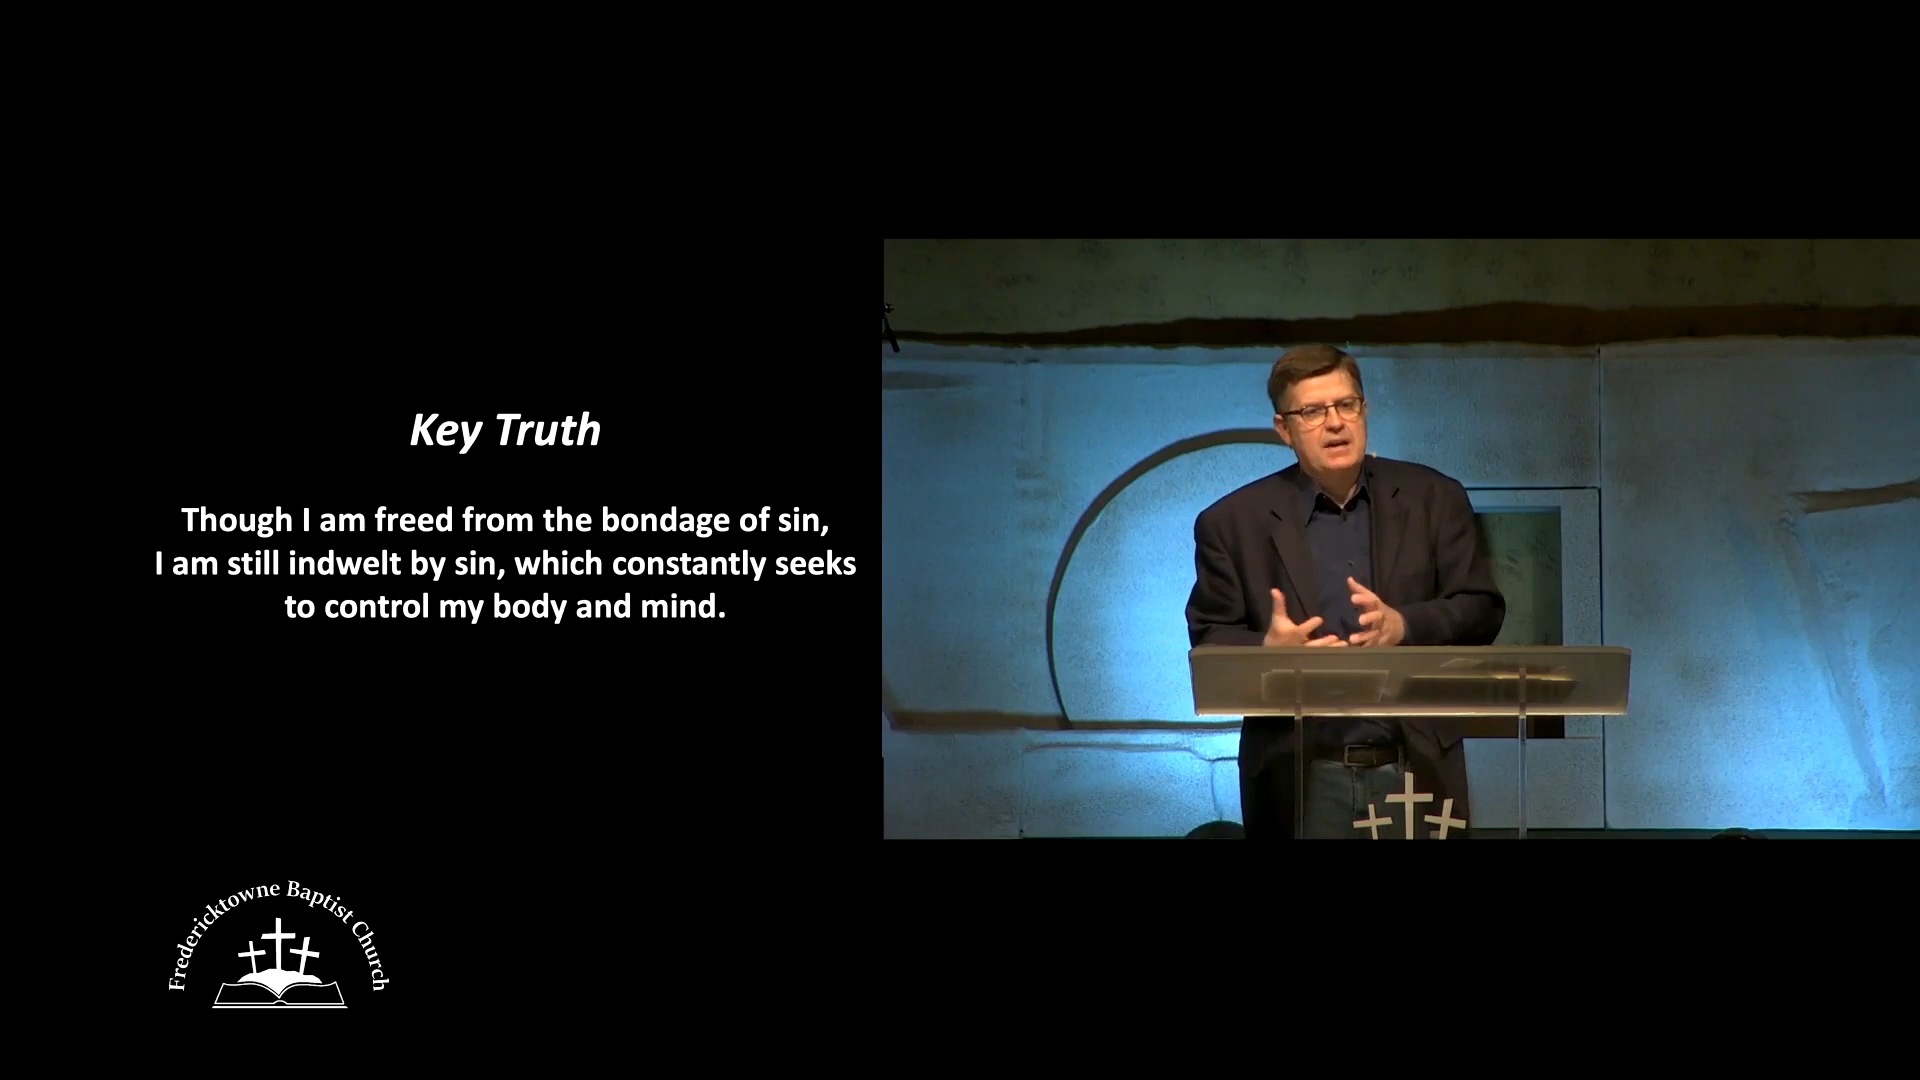 Key Truth
Though I am freed from the bondage of sin,
I am still indwelt by sin, which constantly seeks
to control my body and mind.
Fredericktowne Baptist Church